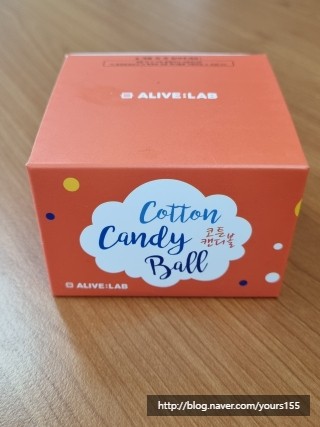 ALIVE:LAB
Cotton
Candy 코튼
캔디볼
Ball
ALIVE:LAB
http://blog.naver.com/yours155